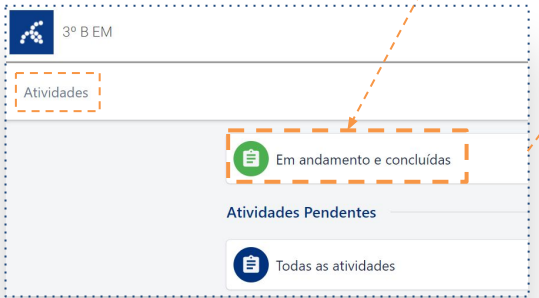 3º B EM
Atividades
Em andamento e concluídas
Atividades Pendentes
Todas as atividades